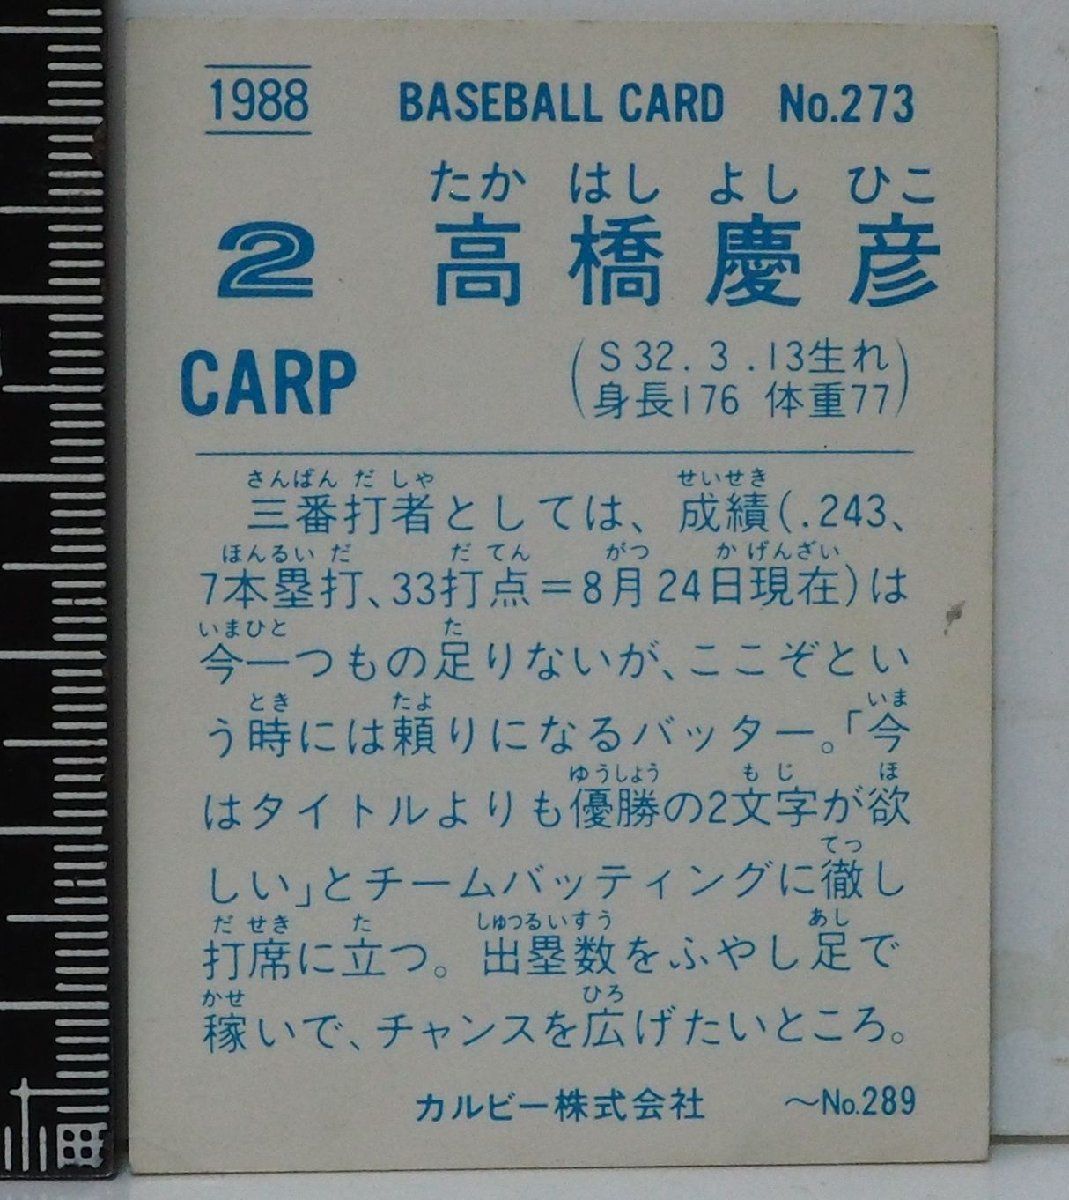 1988 BASEBALL CARD No.273
たか はし よし ひこ
2 高橋慶彦
CARP
(S32.3.13生れ
身長176 体重77)
さんばん だ しゃ せいせき
三番打者としては、成績(.243、
ほんるい だ だ てん がつ か げんざい
7本塁打、33打点=8月24日現在)は
いまひと た
今一つもの足りないが、ここぞとい
とき たよ いま
う時には頼りになるバッター。「今
ゆうしょう も じ ほ
はタイトルよりも優勝の2文字が欲
てつ
しい」とチームバッティングに徹し
だ せき た しゅつるいすう あし
打席に立つ。出塁数をふやし足で
かせ ひろ
稼いで、チャンスを広げたいところ。
カルビー株式会社 〜No.289
福